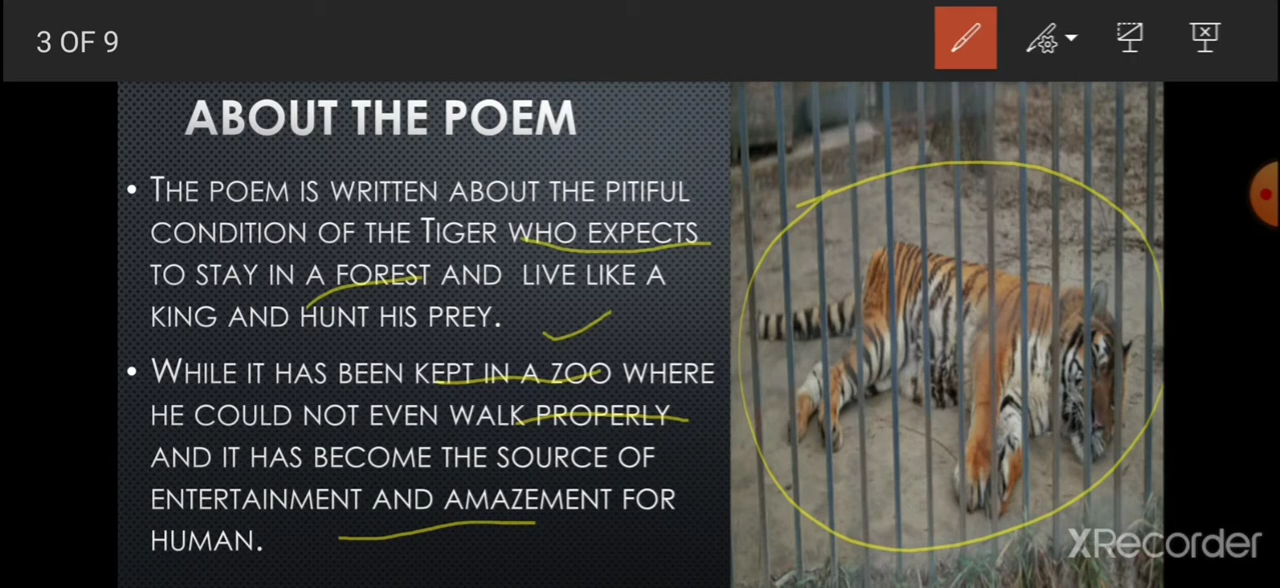 3 OF 9
ABOUT THE POEM
• THE POEM IS WRITTEN ABOUT THE PITIFUL
CONDITION OF THE TIGER WHO EXPECTS
TO STAY IN A FOREST AND LIVE LIKE A
KING AND HUNT HIS PREY.
• WHILE IT HAS BEEN KEPT IN A ZOO WHERE
HE COULD NOT EVEN WALK PROPERLY
AND IT HAS BECOME THE SOURCE OF
ENTERTAINMENT AND AMAZEMENT FOR
HUMAN.
XRecorder